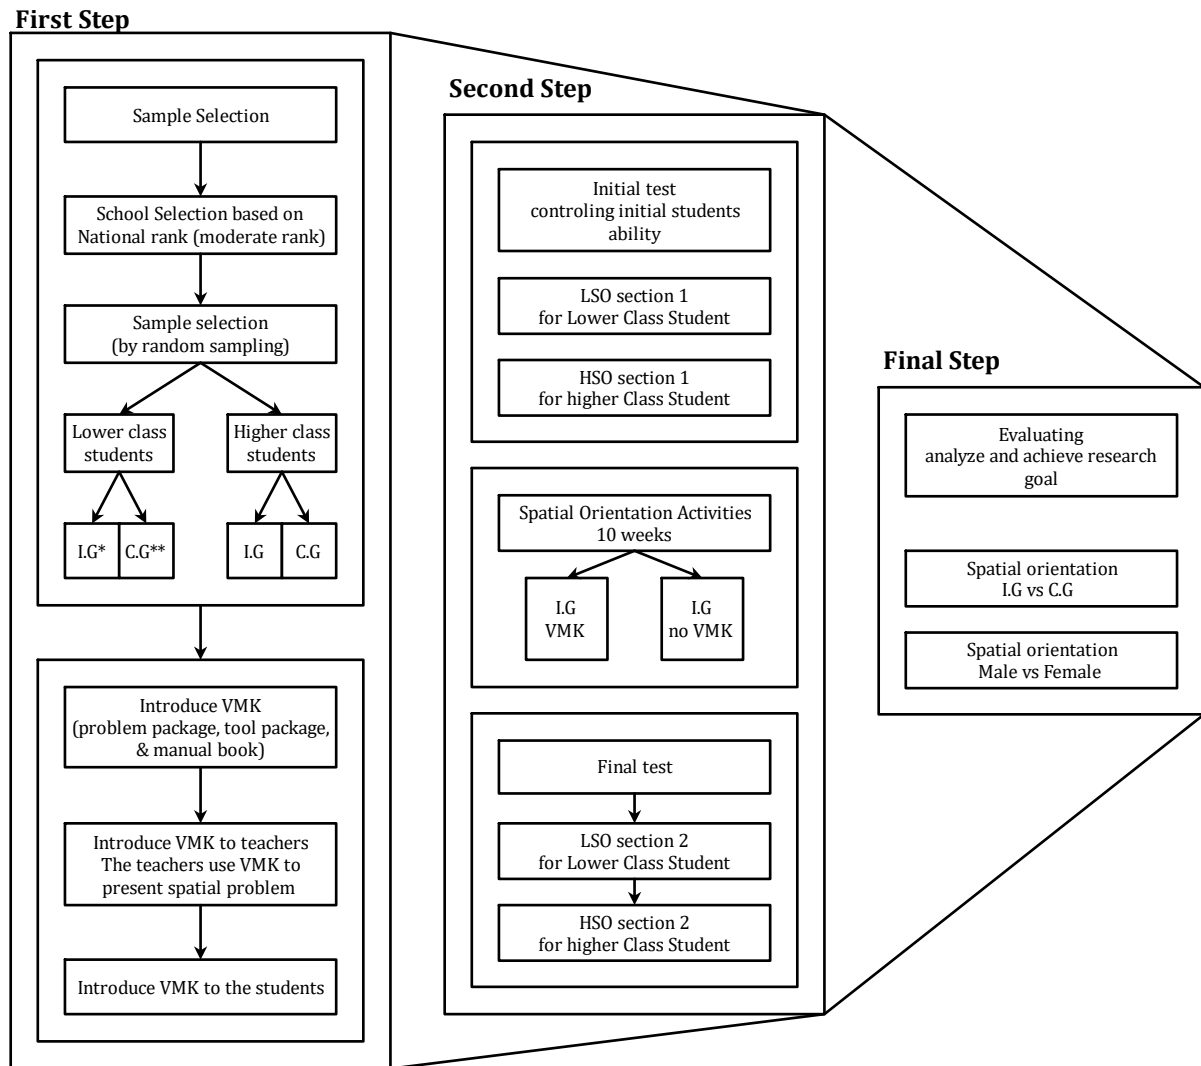 First Step
Sample Selection
School Selection based on
National rank (moderate rank)
Sample selection
(by random sampling)
Lower class
students
Higher class
students
I.G*
C.G**
I.G
C.G
Introduce VMK
(problem package, tool package,
& manual book)
Introduce VMK to teachers
The teachers use VMK to
present spatial problem
Introduce VMK to the students
Second Step
Initial test
controling initial students
ability
LSO section 1
for Lower Class Student
HSO section 1
for higher Class Student
Spatial Orientation Activities
10 weeks
I.G
VMK
I.G
no VMK
Final test
LSO section 2
for Lower Class Student
HSO section 2
for higher Class Student
Final Step
Evaluating
analyze and achieve research
goal
Spatial orientation
I.G vs C.G
Spatial orientation
Male vs Female